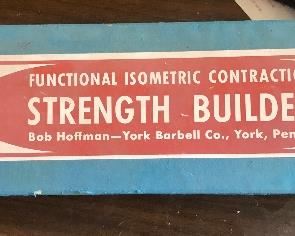 FUNCTIONAL ISOMETRIC CONTRACTIO
STRENGTH BUILDE
Bob Hoffman—York Barbell Co., York, Pen